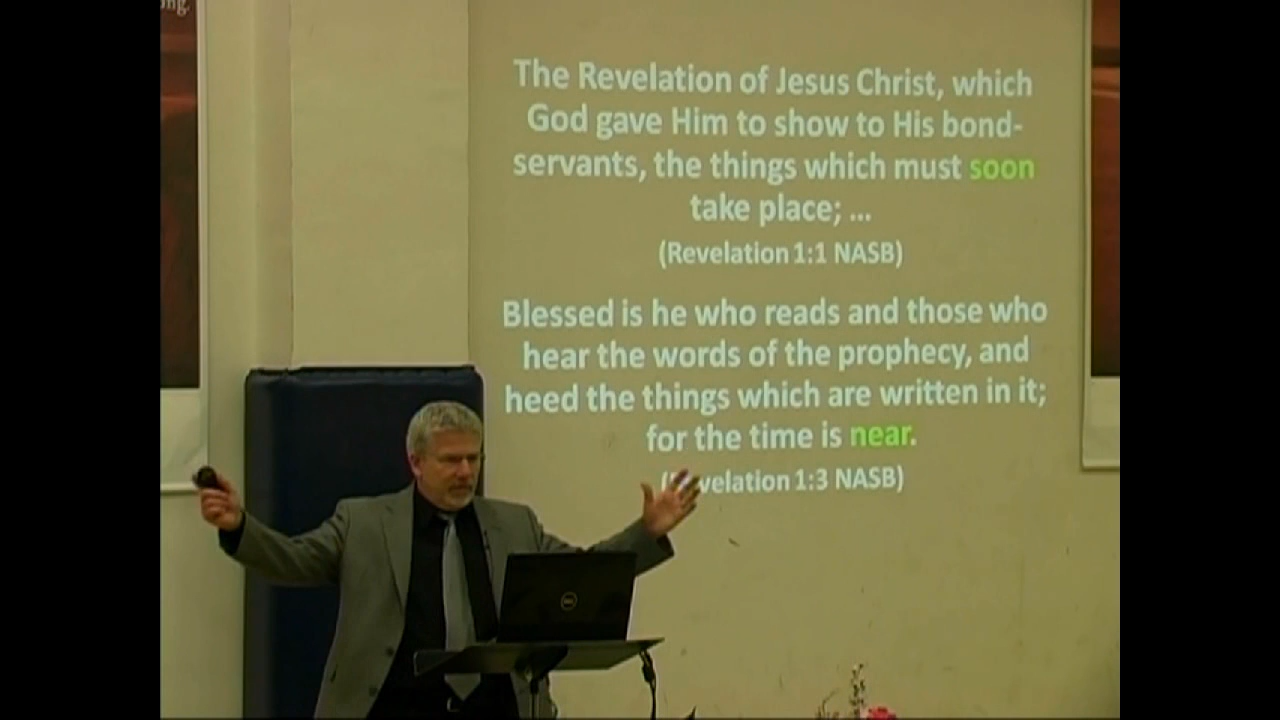 The Revelation of Jesus Christ, which
God gave Him to show to His bond-
servants, the things which must soon
take place; ...
(Revelation 1:1 NASB)
Blessed is he who reads and those who
hear the words of the prophecy, and
heed the things which are written in it;
for the time is near.
(Revelation 1:3 NASB)
DELL